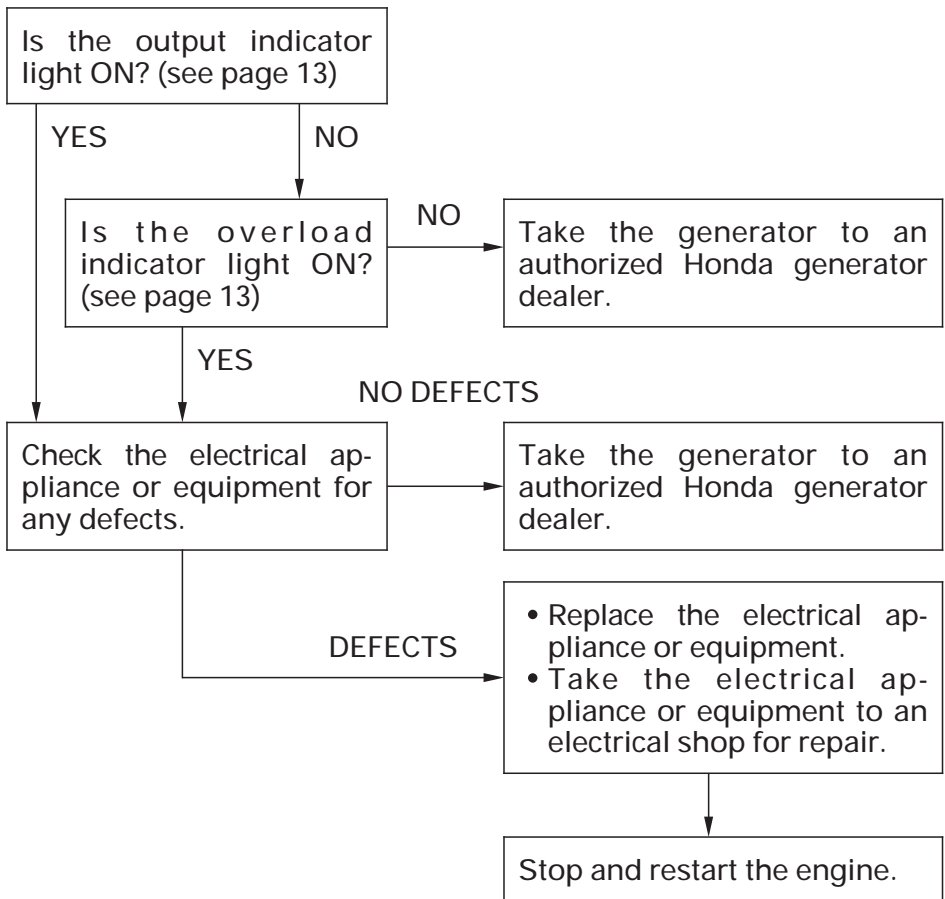 Is the output indicator
light ON? (see page 13)
YES
NO
Is the overload
indicator light ON?
(see page 13)
NO
Take the generator to an
authorized Honda generator
dealer.
YES
NO DEFECTS
Check the electrical ap-
pliance or equipment for
any defects.
Take the generator to an
authorized Honda generator
dealer.
DEFECTS
• Replace the electrical ap-
pliance or equipment.
• Take the electrical ap-
pliance or equipment to an
electrical shop for repair.
Stop and restart the engine.